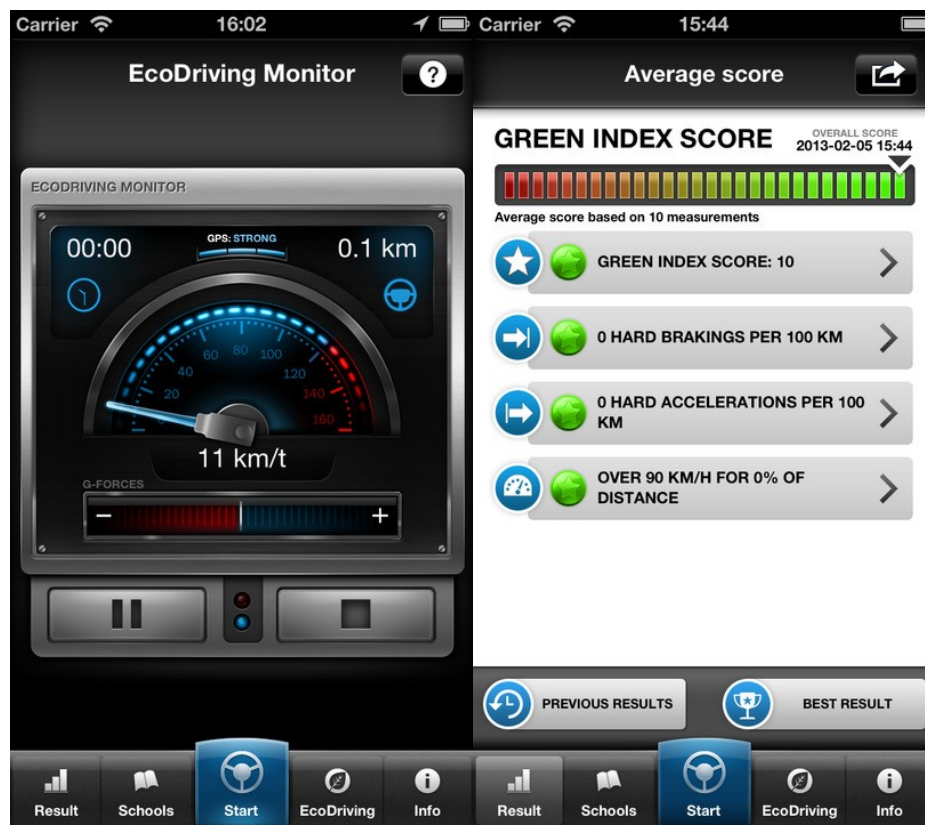 Carrier 16:02
EcoDriving Monitor ?
ECODRIVING MONITOR
00:00 GPS: STRONG 0.1 km
20 40 60 80 100 120 140 160
11 km/t
G-FORCES
− +
Result Schools Start EcoDriving Info
Carrier 15:44
Average score
GREEN INDEX SCORE
OVERALL SCORE
2013-02-05 15:44
Average score based on 10 measurements
GREEN INDEX SCORE: 10
0 HARD BRAKINGS PER 100 KM
0 HARD ACCELERATIONS PER 100
KM
OVER 90 KM/H FOR 0% OF
DISTANCE
PREVIOUS RESULTS BEST RESULT
Result Schools Start EcoDriving Info